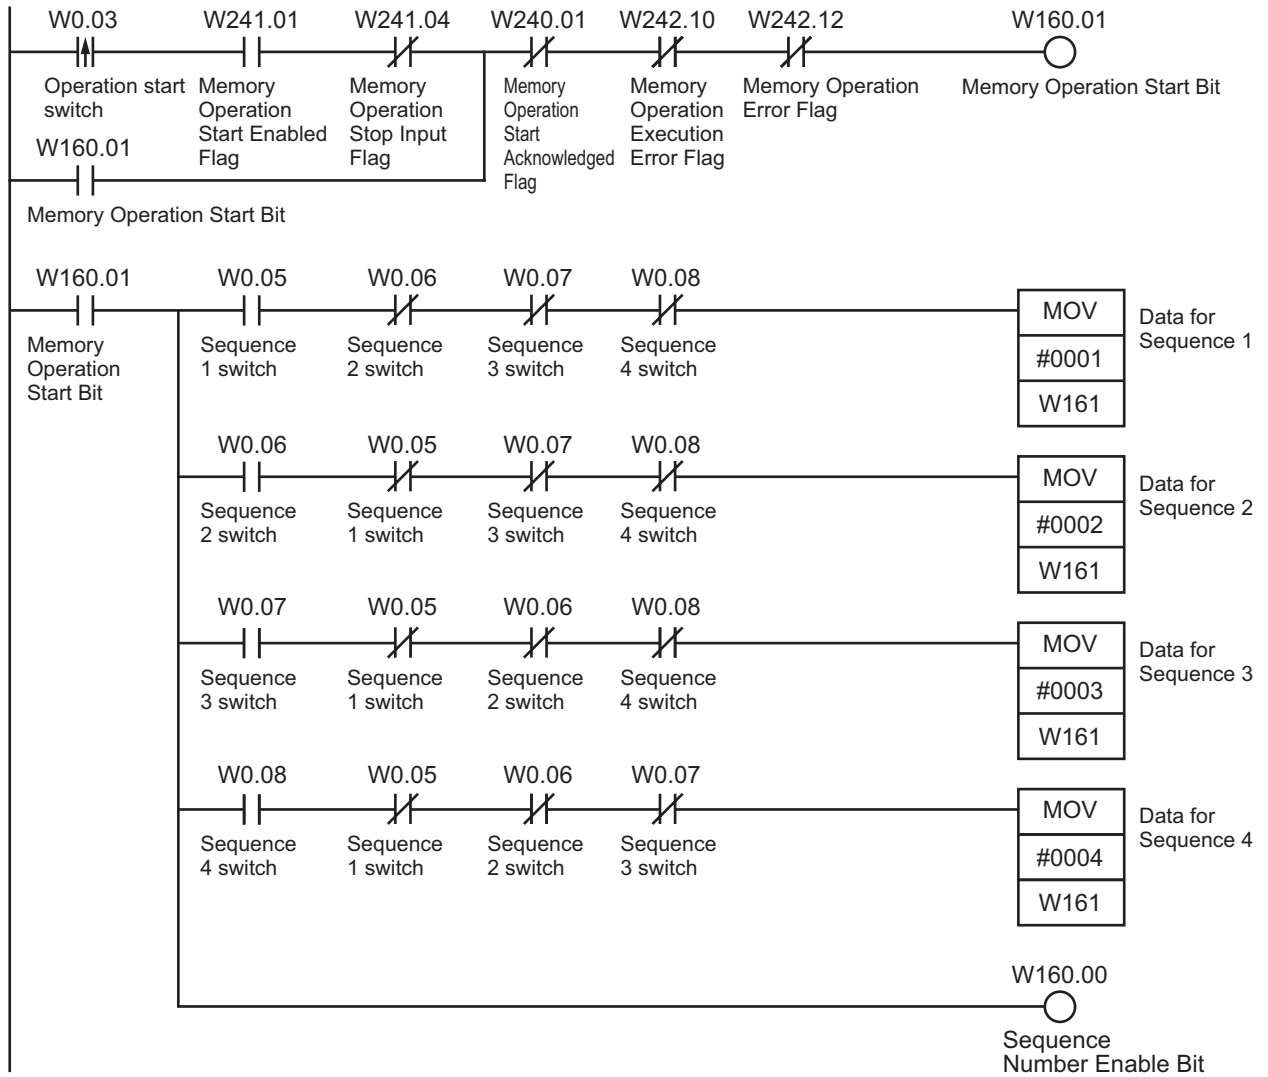 W0.03 W241.01 W241.04 W240.01 W242.10 W242.12 W160.01
Operation start
switch
Memory
Operation
Start Enabled
Flag
Memory
Operation
Stop Input
Flag
Memory
Operation
Start
Acknowledged
Flag
Memory
Operation
Execution
Error Flag
Memory Operation
Error Flag
Memory Operation Start Bit
W160.01
Memory Operation Start Bit
W160.01 W0.05 W0.06 W0.07 W0.08
Memory
Operation
Start Bit
Sequence
1 switch
Sequence
2 switch
Sequence
3 switch
Sequence
4 switch
MOV
#0001
W161
Data for
Sequence 1
W0.06 W0.05 W0.07 W0.08
Sequence
2 switch
Sequence
1 switch
Sequence
3 switch
Sequence
4 switch
MOV
#0002
W161
Data for
Sequence 2
W0.07 W0.05 W0.06 W0.08
Sequence
3 switch
Sequence
1 switch
Sequence
2 switch
Sequence
4 switch
MOV
#0003
W161
Data for
Sequence 3
W0.08 W0.05 W0.06 W0.07
Sequence
4 switch
Sequence
1 switch
Sequence
2 switch
Sequence
3 switch
MOV
#0004
W161
Data for
Sequence 4
W160.00
Sequence
Number Enable Bit